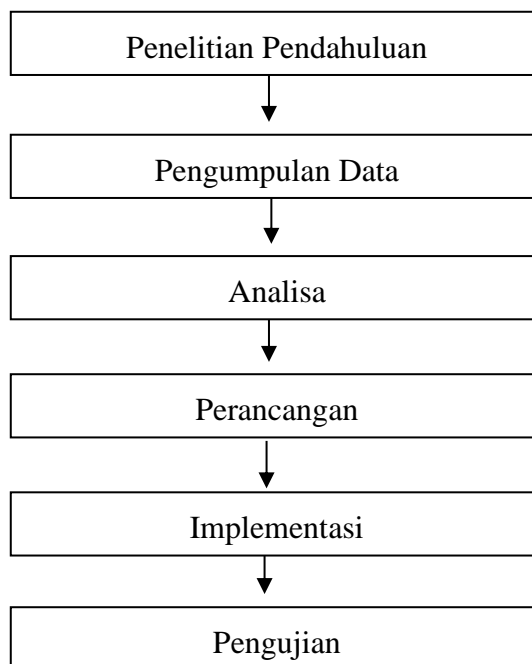 Penelitian Pendahuluan
Pengumpulan Data
Analisa
Perancangan
Implementasi
Pengujian